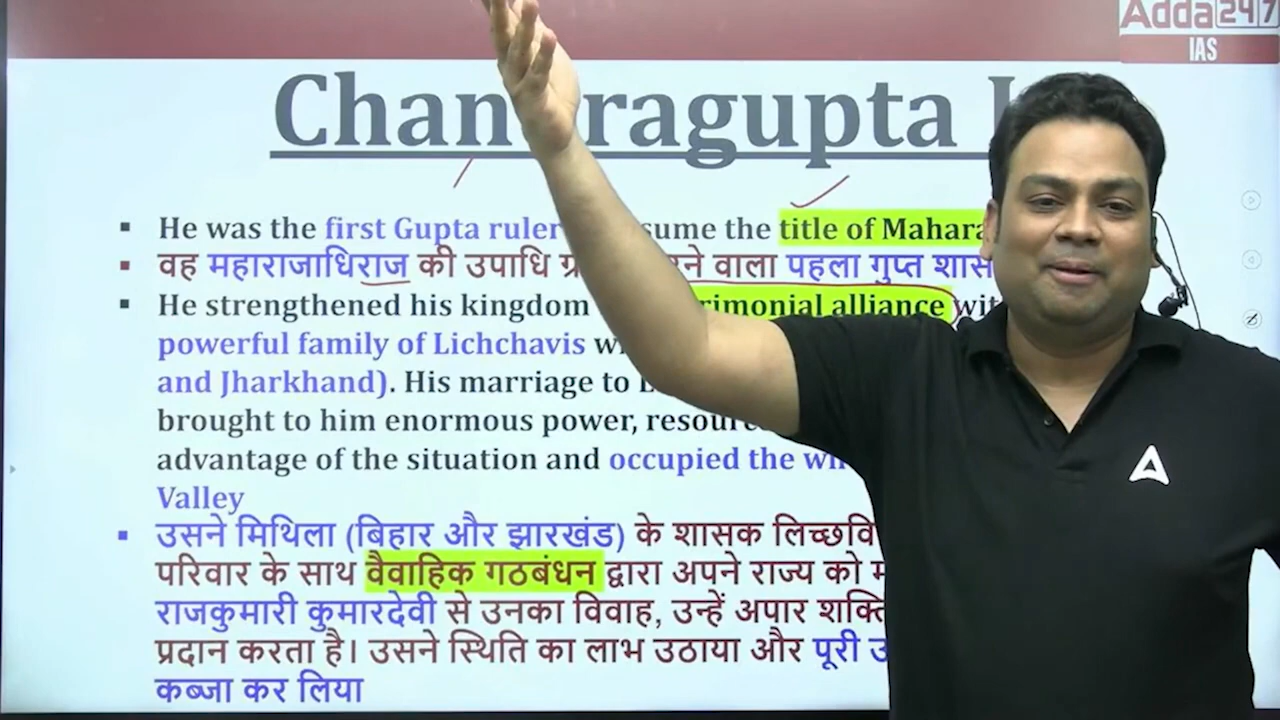 Adda247
IAS
Chandragupta I
He was the first Gupta ruler sume the title of Mahara
वह महाराजाधिराज की उपाधि रने वाला पहला गुप्त शास
He strengthened his kingdom rimonial alliance wit
powerful family of Lichchavis w
and Jharkhand). His marriage to
brought to him enormous power, resour
advantage of the situation and occupied the wh
Valley
उसने मिथिला (बिहार और झारखंड) के शासक लिच्छवि
परिवार के साथ वैवाहिक गठबंधन द्वारा अपने राज्य को
राजकुमारी कुमारदेवी से उनका विवाह, उन्हें अपार शक्ति
प्रदान करता है। उसने स्थिति का लाभ उठाया और पूरी
कब्जा कर लिया